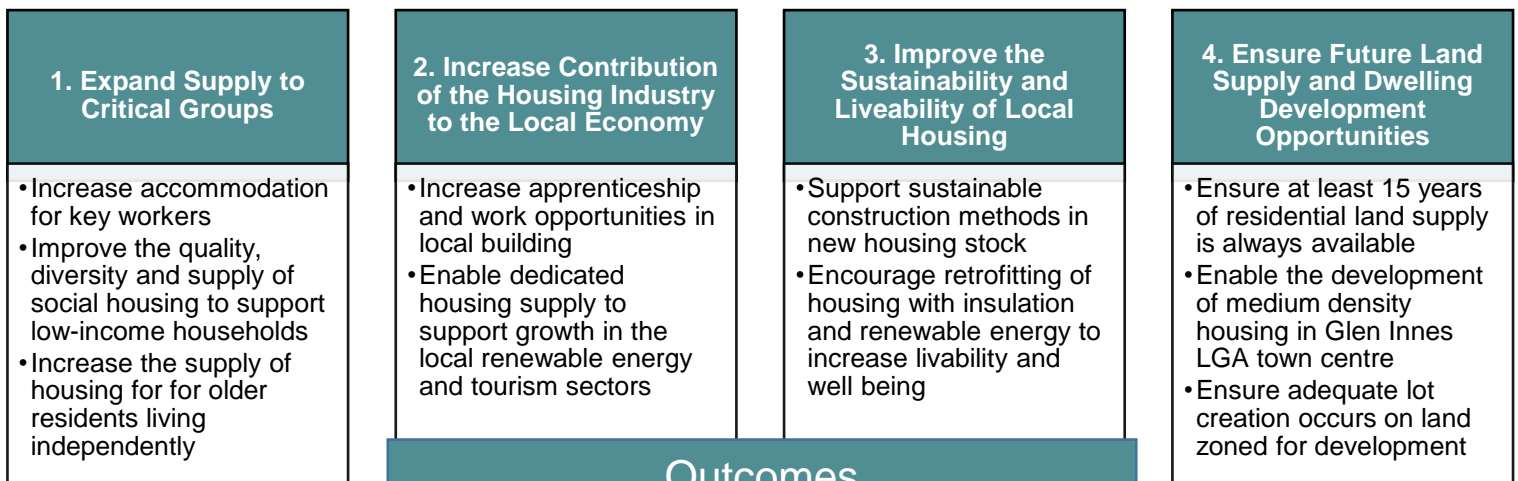 1. Expand Supply to
Critical Groups
•Increase accommodation
for key workers
•Improve the quality,
diversity and supply of
social housing to support
low-income households
•Increase the supply of
housing for for older
residents living
independently
2. Increase Contribution
of the Housing Industry
to the Local Economy
•Increase apprenticeship
and work opportunities in
local building
•Enable dedicated
housing supply to
support growth in the
local renewable energy
and tourism sectors
3. Improve the
Sustainability and
Liveability of Local
Housing
•Support sustainable
construction methods in
new housing stock
•Encourage retrofitting of
housing with insulation
and renewable energy to
increase livability and
well being
4. Ensure Future Land
Supply and Dwelling
Development
Opportunities
•Ensure at least 15 years
of residential land supply
is always available
•Enable the development
of medium density
housing in Glen Innes
LGA town centre
•Ensure adequate lot
creation occurs on land
zoned for development
Outcomes